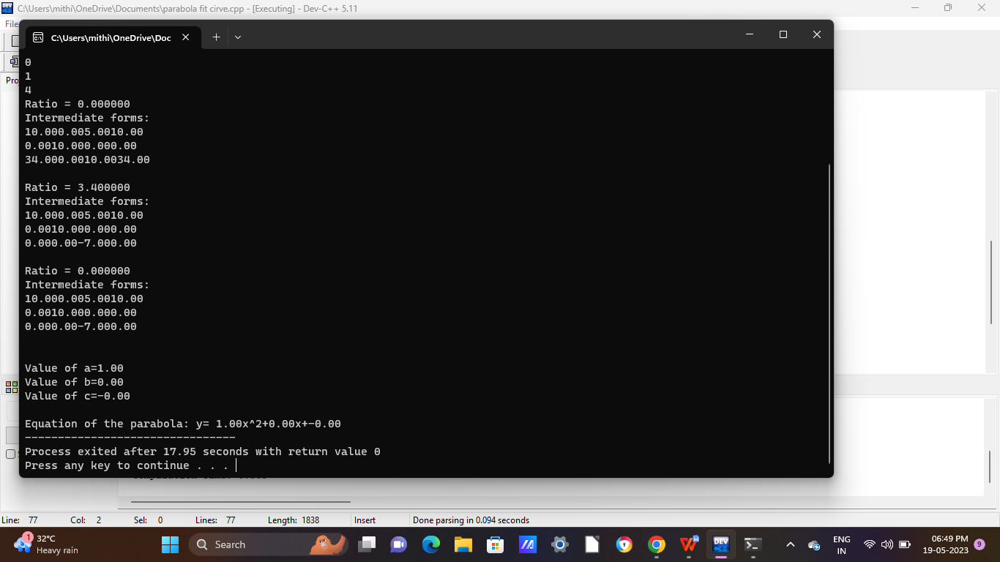 C:\Users\mithi\OneDrive\Documents\parabola fit cirve.cpp - [Executing] - Dev-C++ 5.11
File
C:\Users\mithi\OneDrive\Doc
0
1
4
Ratio = 0.000000
Intermediate forms:
10.000.005.0010.00
0.0010.000.000.00
34.000.0010.0034.00
Ratio = 3.400000
Intermediate forms:
10.000.005.0010.00
0.0010.000.000.00
0.000.00-7.000.00
Ratio = 0.000000
Intermediate forms:
10.000.005.0010.00
0.0010.000.000.00
0.000.00-7.000.00
Value of a=1.00
Value of b=0.00
Value of c=-0.00
Equation of the parabola: y= 1.00x^2+0.00x+-0.00
--------------------------------
Process exited after 17.95 seconds with return value 0
Press any key to continue . . .
Line: 77 Col: 2 Sel: 0 Lines: 77 Length: 1838 Insert Done parsing in 0.094 seconds
1 32°C
Heavy rain
Search
DEV
ENG
IN
06:49 PM
19-05-2023
9